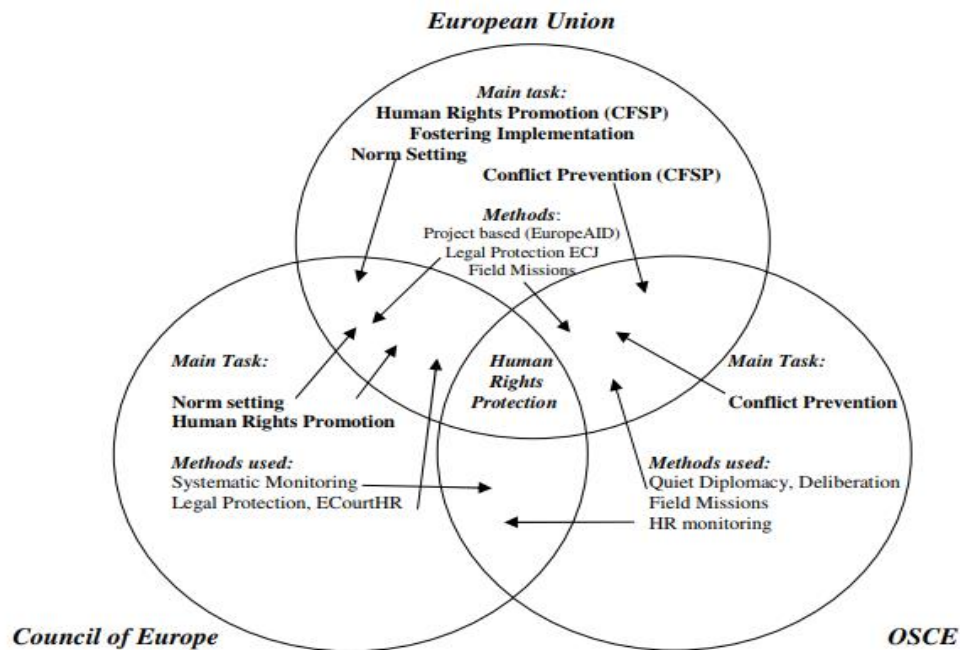 European Union
Main task:
Human Rights Promotion (CFSP)
Fostering Implementation
Norm Setting
Conflict Prevention (CFSP)
Methods:
Project based (EuropeAID)
Legal Protection ECJ
Field Missions
Main Task:
Norm setting
Human Rights Promotion
Methods used:
Systematic Monitoring
Legal Protection, ECourtHR
Human
Rights
Protection
Main Task:
Conflict Prevention
Methods used:
Quiet Diplomacy, Deliberation
Field Missions
HR monitoring
Council of Europe
OSCE